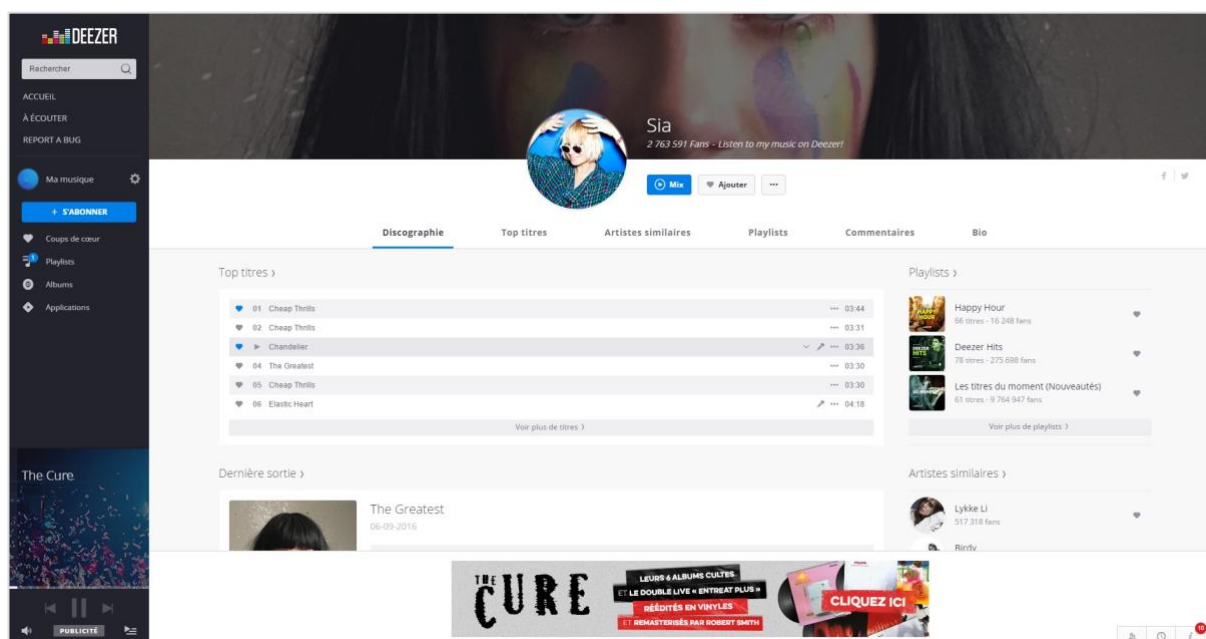 DEEZER
Rechercher
ACCUEIL
À ÉCOUTER
REPORT A BUG
Ma musique
+ S'ABONNER
Coups de cœur
Playlists 1
Albums
Applications
The Cure
PUBLICITÉ
Sia
2 763 591 Fans - Listen to my music on Deezer!
Mix
Ajouter
Discographie Top titres Artistes similaires Playlists Commentaires Bio
Top titres
01 Cheap Thrills 03:44
02 Cheap Thrills 03:31
Chandelier 03:36
04 The Greatest 03:30
05 Cheap Thrills 03:30
06 Elastic Heart 04:18
Voir plus de titres
Dernière sortie
The Greatest
06-09-2016
Playlists
HAPPY HOUR
Happy Hour
66 titres - 16 248 fans
DEEZER HITS
Deezer Hits
78 titres - 275 698 fans
Les titres du moment (Nouveautés)
61 titres - 9 764 947 fans
Voir plus de playlists
Artistes similaires
Lykke Li
517 318 fans
Birdy
THE CURE
LEURS 6 ALBUMS CULTES
ET LE DOUBLE LIVE « ENTREAT PLUS »
RÉÉDITÉS EN VINYLES
ET REMASTERISÉS PAR ROBERT SMITH
CLIQUEZ ICI
10